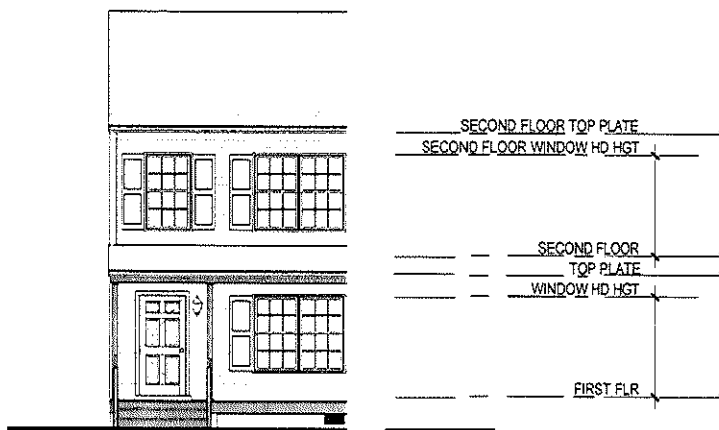 SECOND FLOOR TOP PLATE
SECOND FLOOR WINDOW HD HGT
SECOND FLOOR
TOP PLATE
WINDOW HD HGT
FIRST FLR